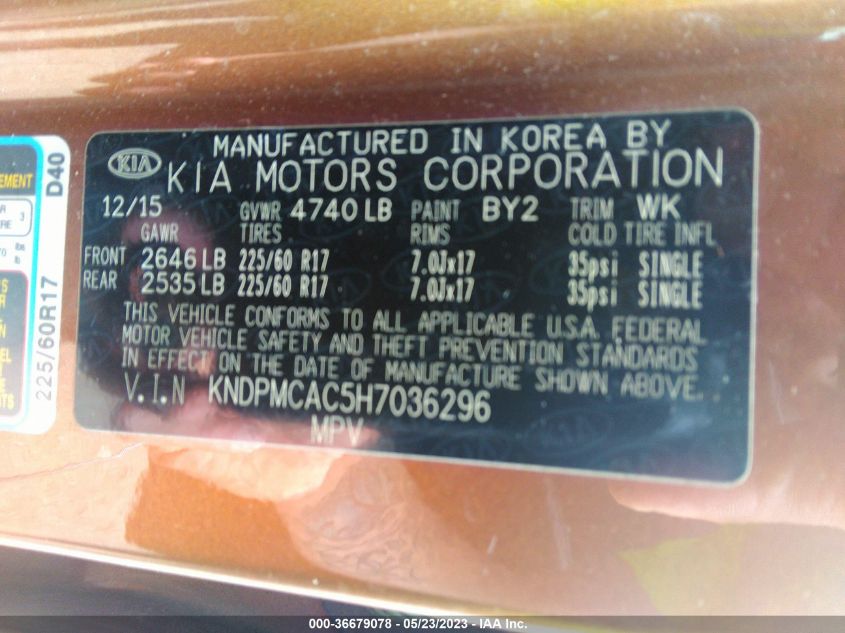 MANUFACTURED IN KOREA BY
KIA KIA MOTORS CORPORATION
12/15 GVWR 4740 LB PAINT BY2 TRIM WK
GAWR TIRES RIMS COLD TIRE INFL
FRONT 2646 LB 225/60 R17 7.0Jx17 35psi SINGLE
REAR 2535 LB 225/60 R17 7.0Jx17 35psi SINGLE
THIS VEHICLE CONFORMS TO ALL APPLICABLE U.S.A. FEDERAL
MOTOR VEHICLE SAFETY AND THEFT PREVENTION STANDARDS
IN EFFECT ON THE DATE OF MANUFACTURE SHOWN ABOVE.
V.I.N KNDPMCAC5H7036296
MPV
D40
225/60R17
000-36679078 - 05/23/2023 - IAA Inc.